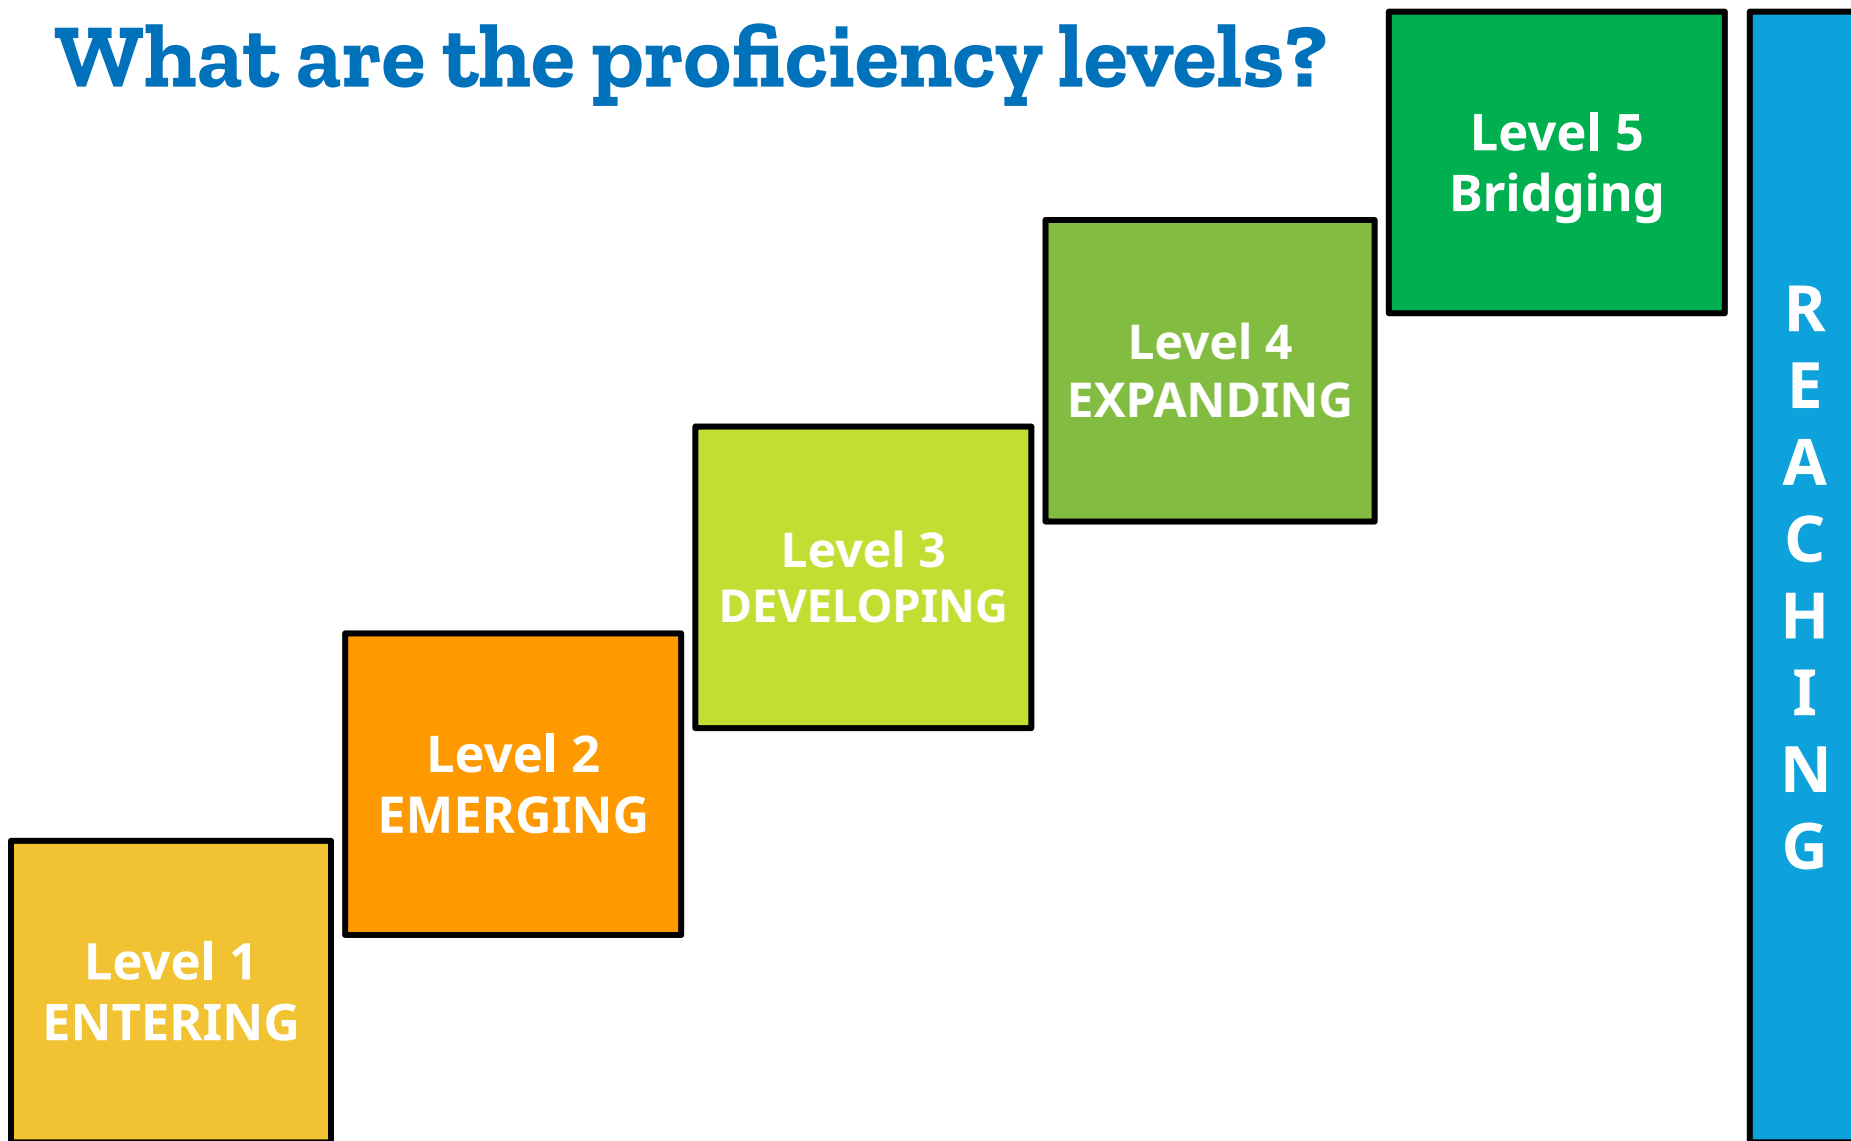 What are the proficiency levels?
Level 1
ENTERING
Level 2
EMERGING
Level 3
DEVELOPING
Level 4
EXPANDING
Level 5
Bridging
R
E
A
C
H
I
N
G